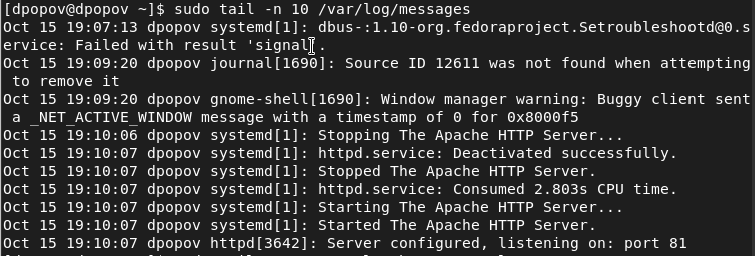 [dpopov@dpopov ~]$ sudo tail -n 10 /var/log/messages
Oct 15 19:07:13 dpopov systemd[1]: dbus-:1.10-org.fedoraproject.Setroubleshootd@0.s
ervice: Failed with result 'signal'.
Oct 15 19:09:20 dpopov journal[1690]: Source ID 12611 was not found when attempting
 to remove it
Oct 15 19:09:20 dpopov gnome-shell[1690]: Window manager warning: Buggy client sent
 a _NET_ACTIVE_WINDOW message with a timestamp of 0 for 0x8000f5
Oct 15 19:10:06 dpopov systemd[1]: Stopping The Apache HTTP Server...
Oct 15 19:10:07 dpopov systemd[1]: httpd.service: Deactivated successfully.
Oct 15 19:10:07 dpopov systemd[1]: Stopped The Apache HTTP Server.
Oct 15 19:10:07 dpopov systemd[1]: httpd.service: Consumed 2.803s CPU time.
Oct 15 19:10:07 dpopov systemd[1]: Starting The Apache HTTP Server...
Oct 15 19:10:07 dpopov systemd[1]: Started The Apache HTTP Server.
Oct 15 19:10:07 dpopov httpd[3642]: Server configured, listening on: port 81